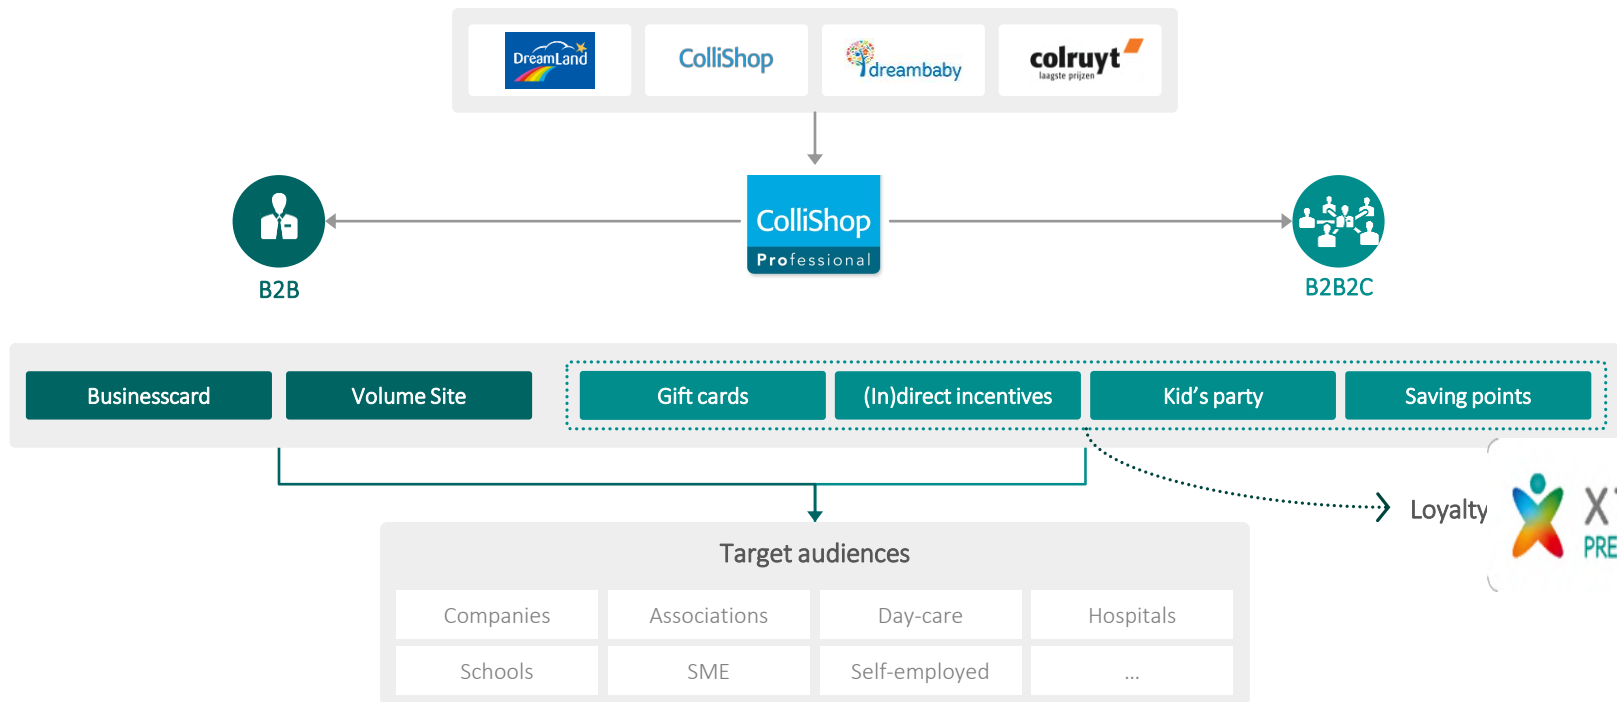 DreamLand
ColliShop
dreambaby
colruyt
laagste prijzen
ColliShop
Professional
B2B
B2B2C
Businesscard
Volume Site
Gift cards
(In)direct incentives
Kid's party
Saving points
Loyalty
X
PRE
Target audiences
Companies
Associations
Day-care
Hospitals
Schools
SME
Self-employed
...